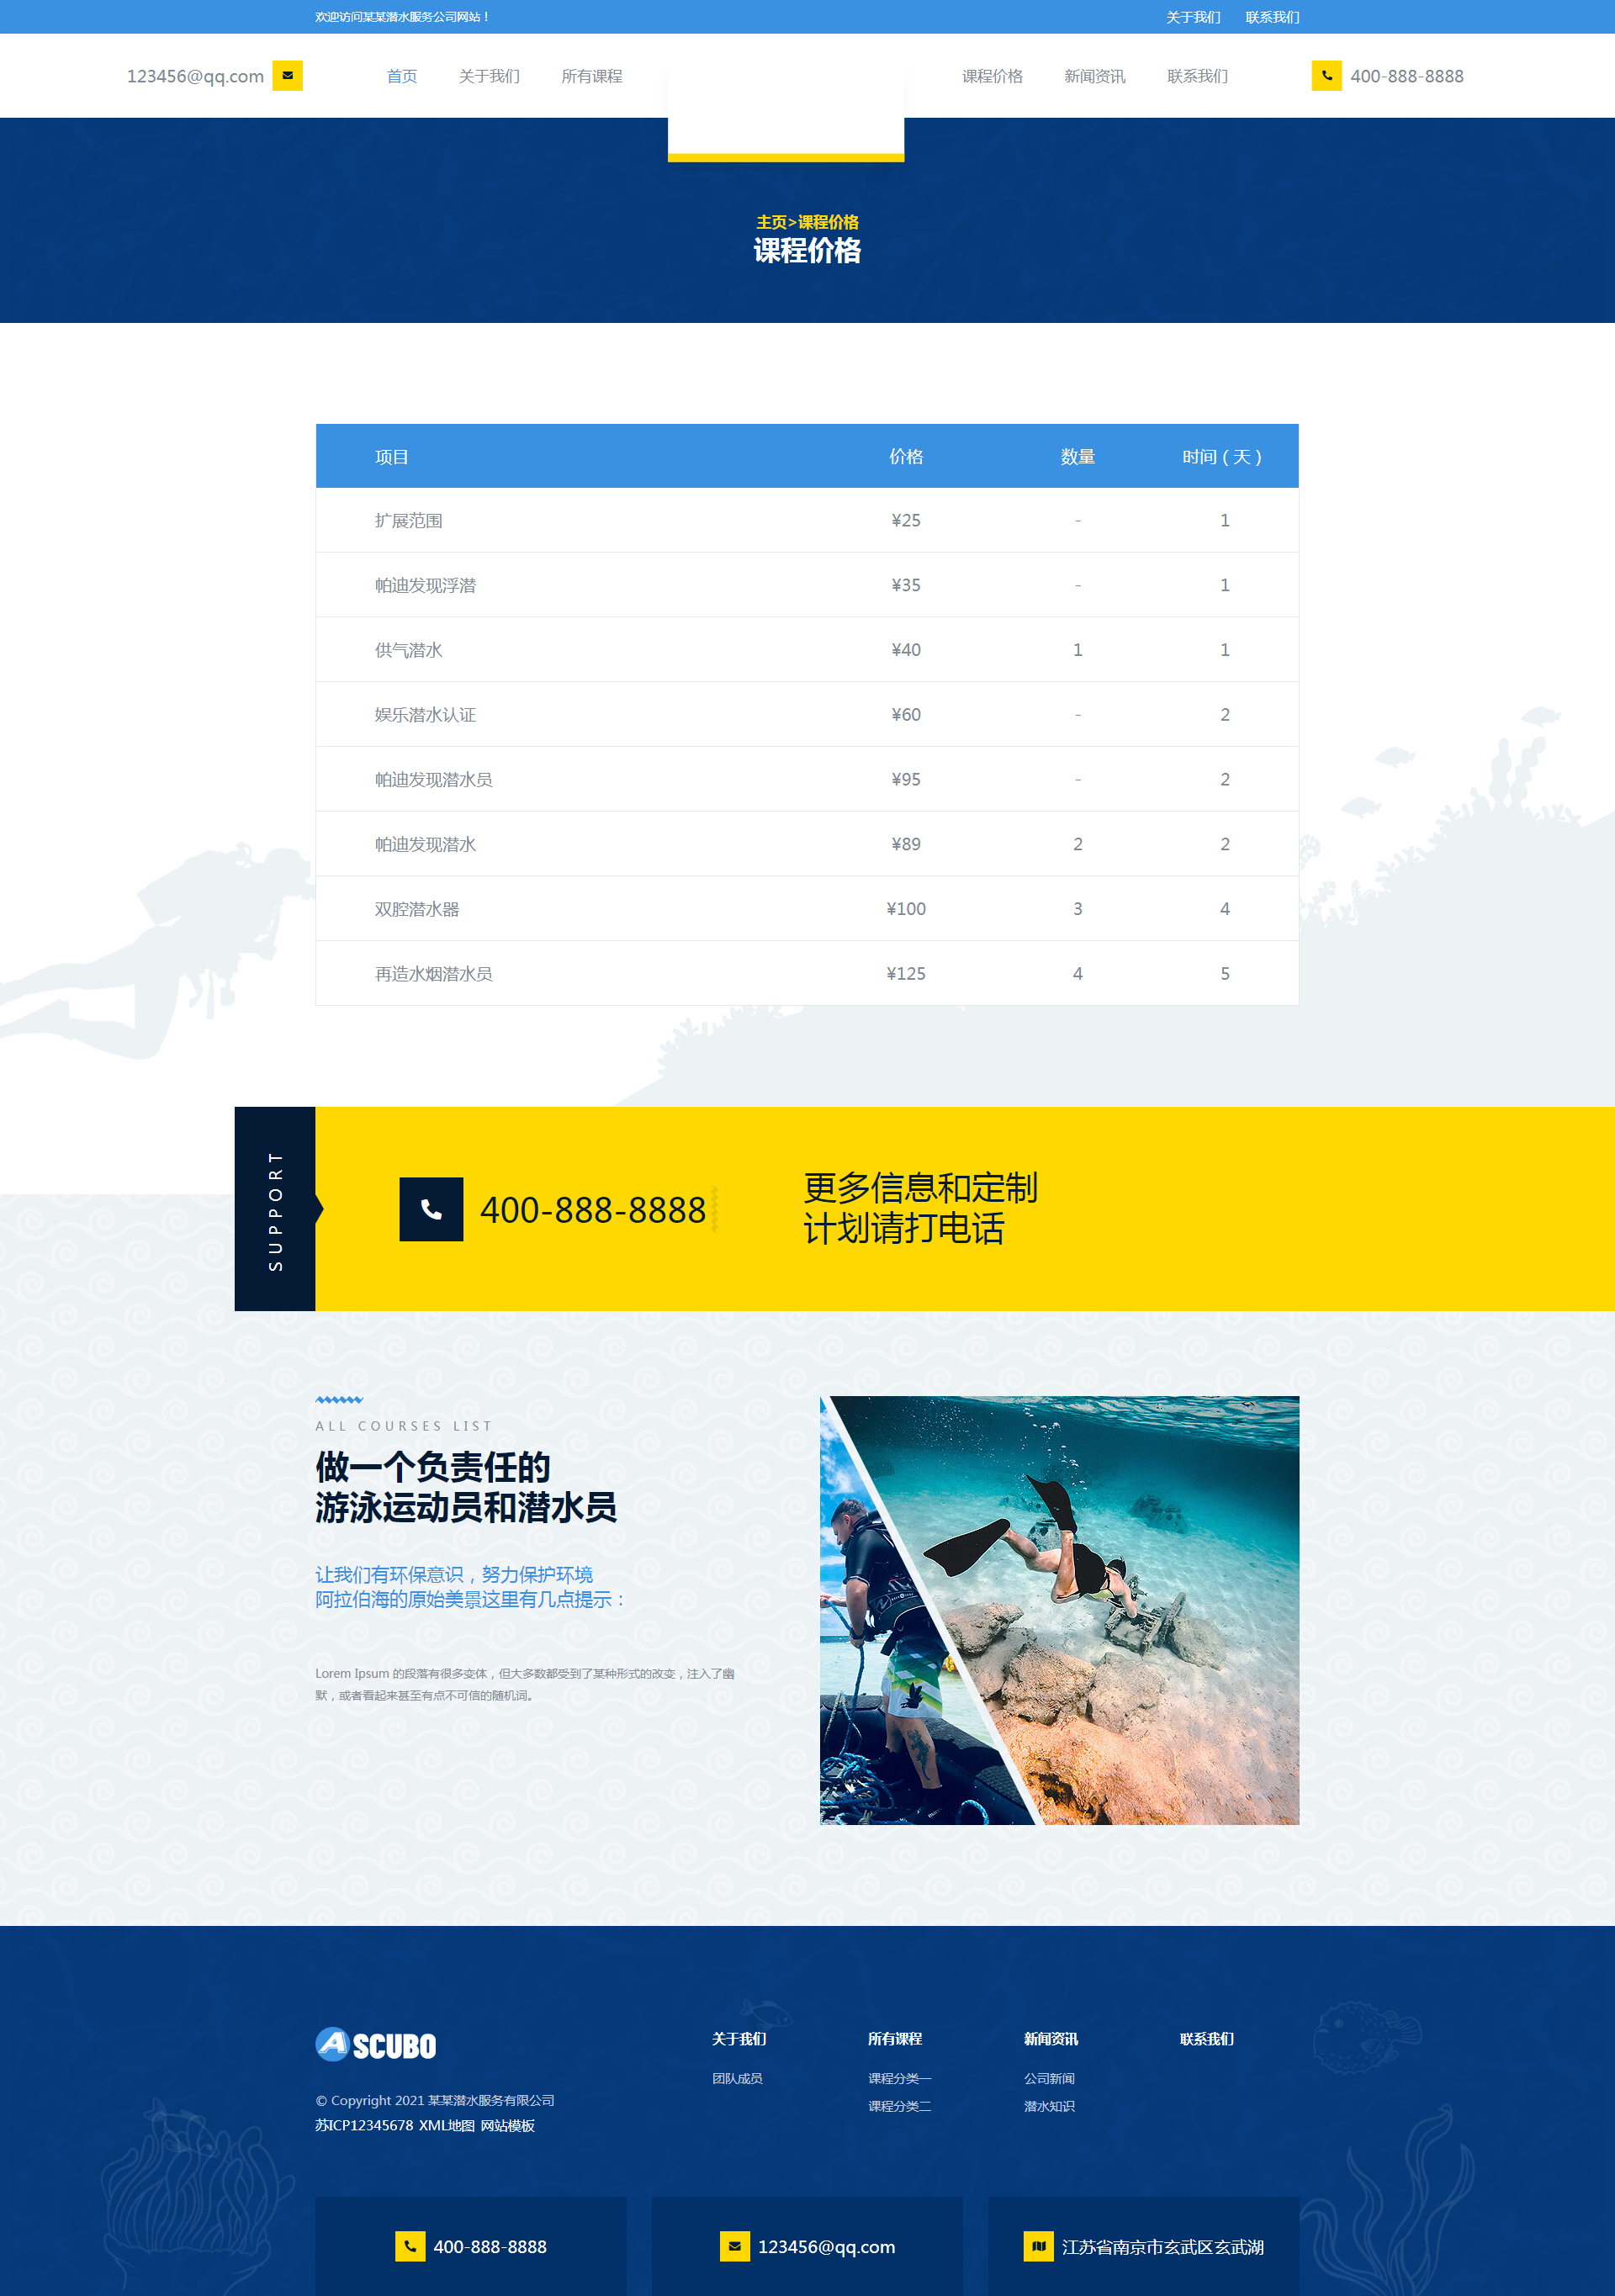 欢迎访问某某潜水服务公司网站！
关于我们 联系我们
123456@qq.com 首页 关于我们 所有课程 课程价格 新闻资讯 联系我们 400-888-8888
主页>课程价格
课程价格
项目 价格 数量 时间（天）
扩展范围 ¥25 - 1
帕迪发现浮潜 ¥35 - 1
供气潜水 ¥40 1 1
娱乐潜水认证 ¥60 - 2
帕迪发现潜水员 ¥95 - 2
帕迪发现潜水 ¥89 2 2
双腔潜水器 ¥100 3 4
再造水烟潜水员 ¥125 4 5
SUPPORT
400-888-8888
更多信息和定制
计划请打电话
ALL COURSES LIST
做一个负责任的
游泳运动员和潜水员
让我们有环保意识，努力保护环境
阿拉伯海的原始美景这里有几点提示：
Lorem Ipsum 的段落有很多变体，但大多数都受到了某种形式的改变，注入了幽
默，或者看起来甚至有点不可信的随机词。
A SCUBO
© Copyright 2021 某某潜水服务有限公司
苏ICP12345678 XML地图 网站模板
关于我们
团队成员
所有课程
课程分类一
课程分类二
新闻资讯
公司新闻
潜水知识
联系我们
400-888-8888
123456@qq.com
江苏省南京市玄武区玄武湖